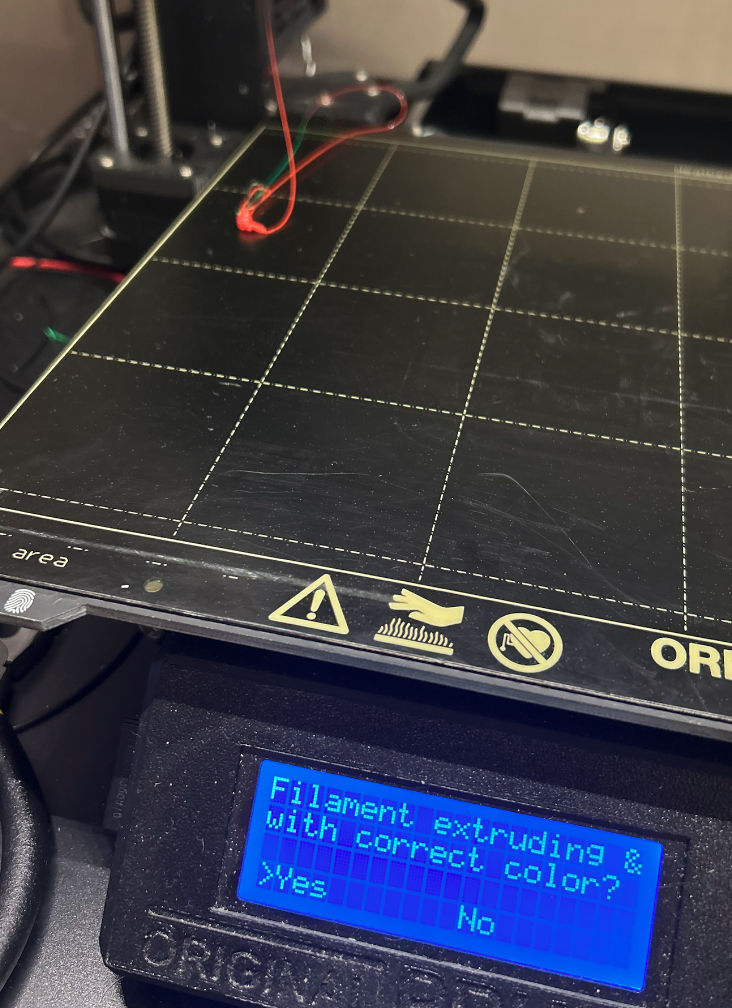 area
ORI
Filament extruding &
with correct color?
>Yes
No
ORIGINAL